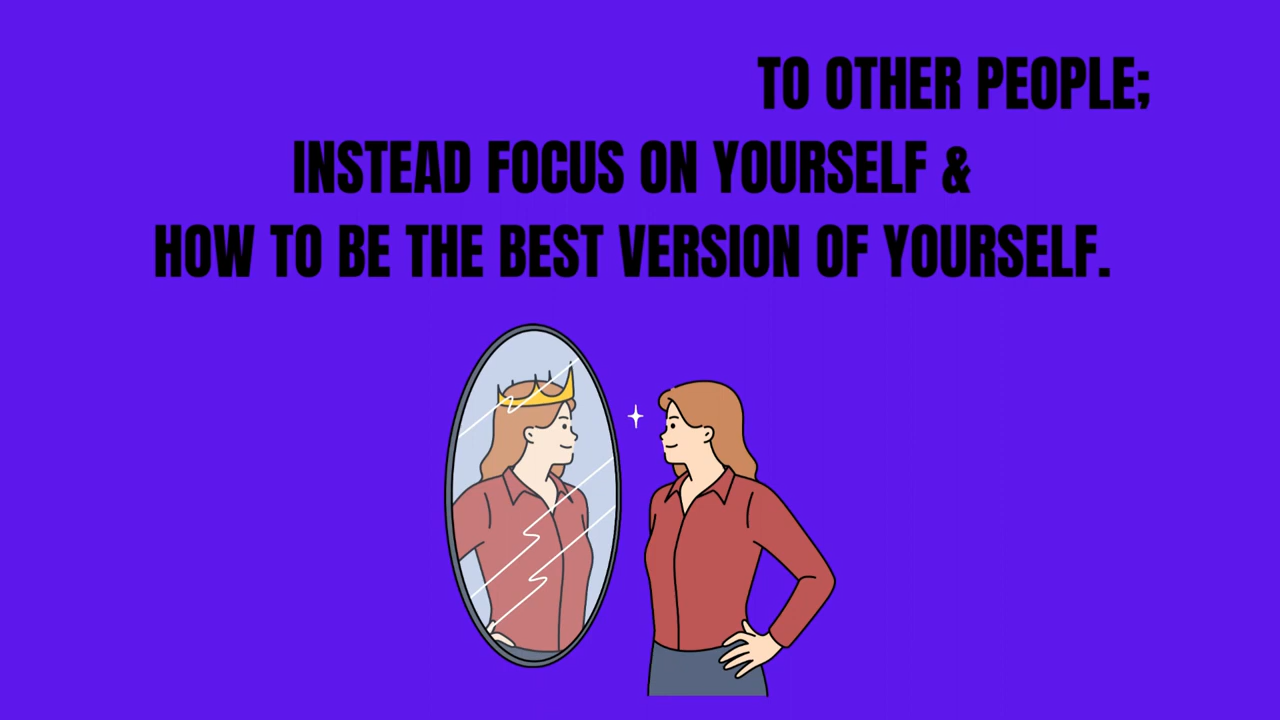 TO OTHER PEOPLE;
INSTEAD FOCUS ON YOURSELF &
HOW TO BE THE BEST VERSION OF YOURSELF.